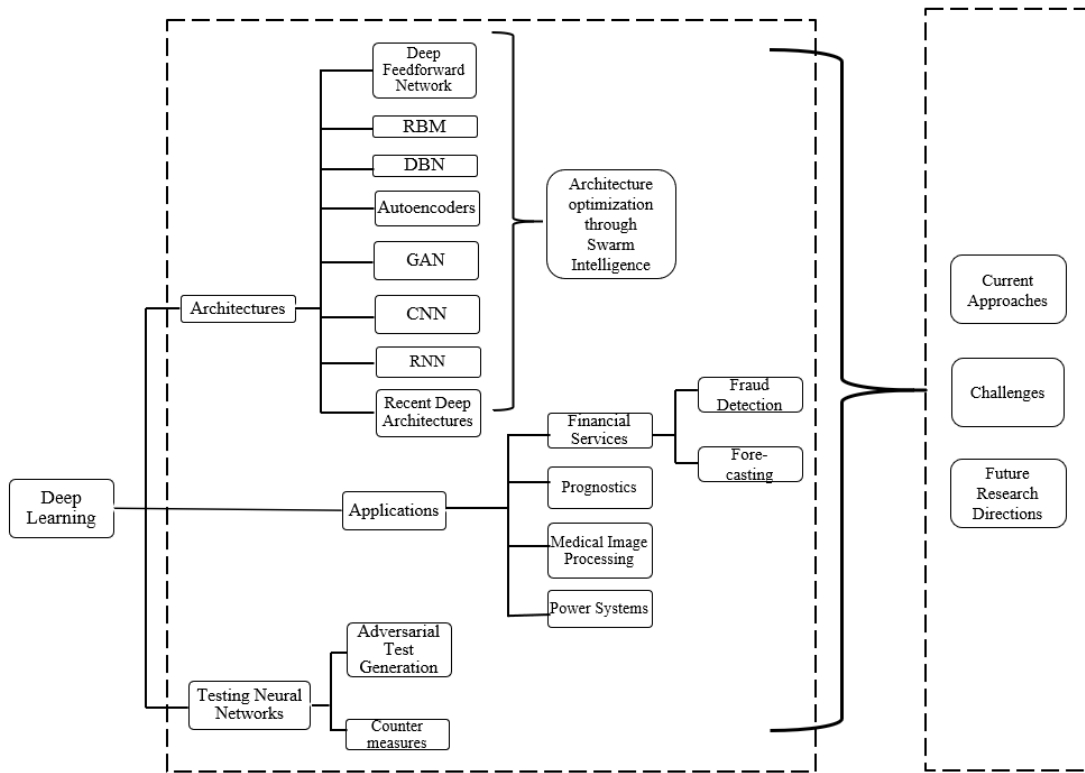 Deep
Learning
Architectures
Deep
Feedforward
Network
RBM
DBN
Autoencoders
GAN
CNN
RNN
Recent Deep
Architectures
Architecture
optimization
through
Swarm
Intelligence
Applications
Financial
Services
Fraud
Detection
Fore-
casting
Prognostics
Medical Image
Processing
Power Systems
Testing Neural
Networks
Adversarial
Test
Generation
Counter
measures
Current
Approaches
Challenges
Future
Research
Directions